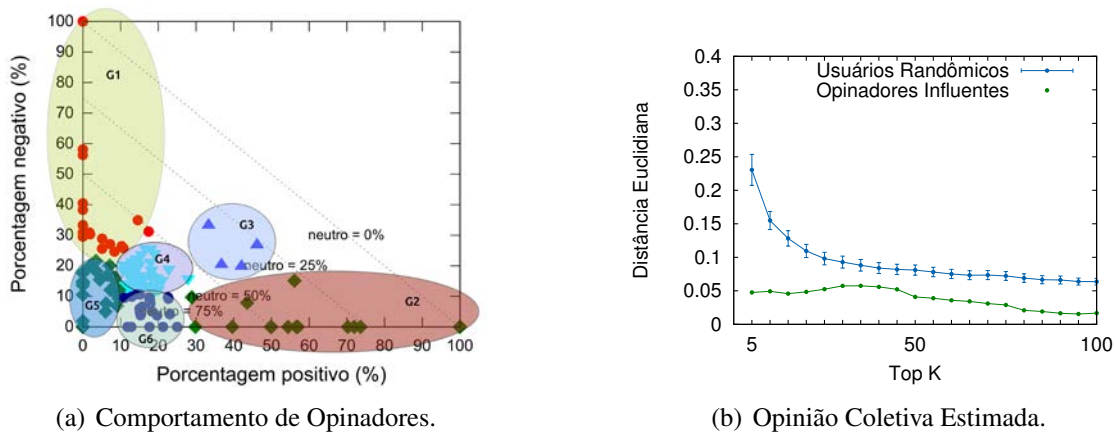 Porcentagem negativo (%)
100
90
80
70
60
50
40
30
20
10
0
G1
G3
neutro = 0%
G4
neutro = 25%
G5
neutro = 50%
G2
neutro = 75%
G6
0 10 20 30 40 50 60 70 80 90 100
Porcentagem positivo (%)
(a) Comportamento de Opinadores.
Distância Euclidiana
0.4
0.35
0.3
0.25
0.2
0.15
0.1
0.05
0
Usuários Randômicos
Opinadores Influentes
5 50 100
Top K
(b) Opinião Coletiva Estimada.